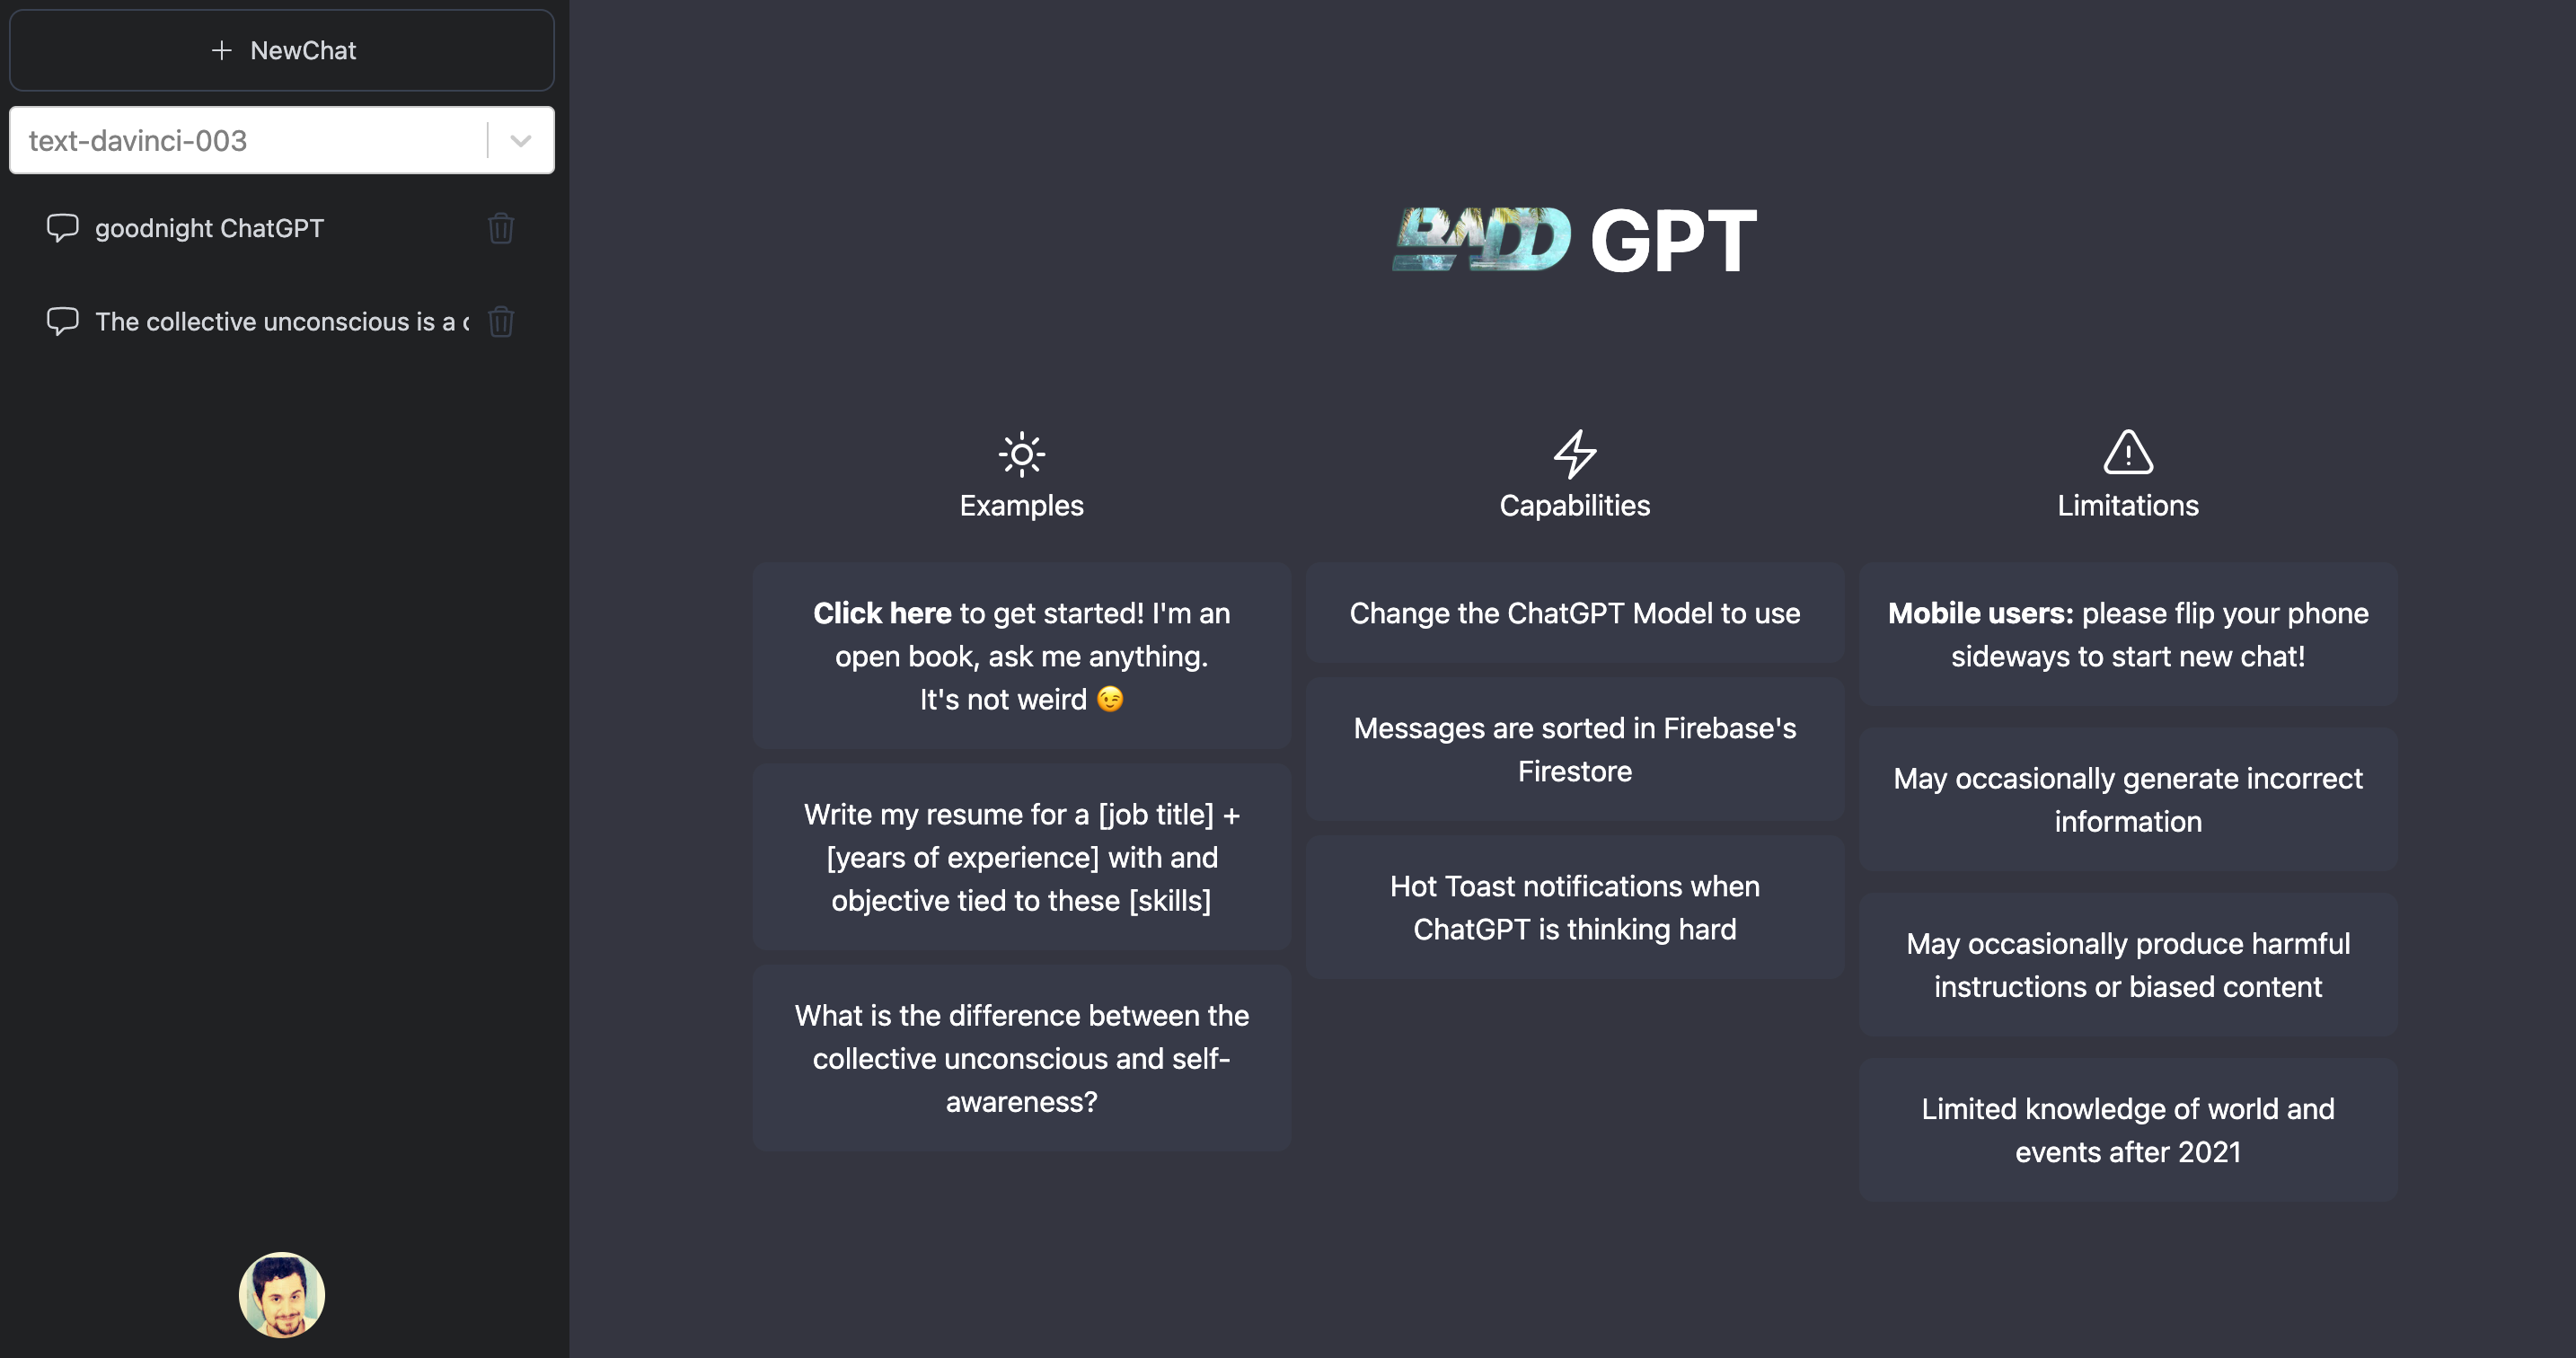 NewChat
text-davinci-003
goodnight ChatGPT
The collective unconscious is a
BADD GPT
Examples
Click here to get started! I'm an
open book, ask me anything.
It's not weird 😉
Write my resume for a [job title] +
[years of experience] with and
objective tied to these [skills]
What is the difference between the
collective unconscious and self-
awareness?
Capabilities
Change the ChatGPT Model to use
Messages are sorted in Firebase's
Firestore
Hot Toast notifications when
ChatGPT is thinking hard
Limitations
Mobile users: please flip your phone
sideways to start new chat!
May occasionally generate incorrect
information
May occasionally produce harmful
instructions or biased content
Limited knowledge of world and
events after 2021